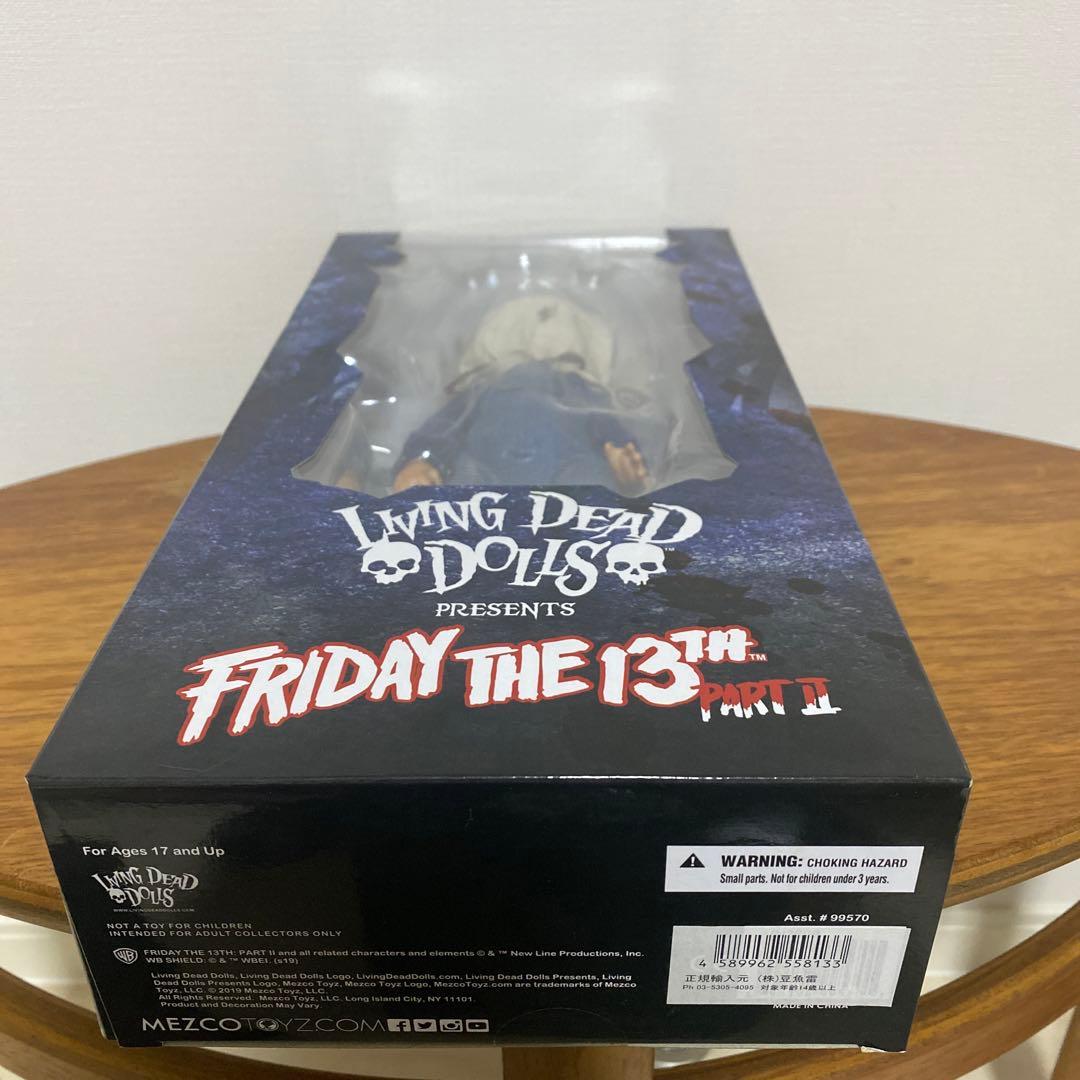 LIVING DEAD
DOLLS™
PRESENTS
FRIDAY THE 13TH™
PART II
For Ages 17 and Up
LIVING DEAD
DOLLS
WWW.LIVINGDEADDOLLS.COM
NOT A TOY FOR CHILDREN
INTENDED FOR ADULT COLLECTORS ONLY
WB
FRIDAY THE 13TH: PART II and all related characters and elements © & ™ New Line Productions, Inc.
WB SHIELD: © & ™ WBEI. (s19)
Living Dead Dolls, Living Dead Dolls Logo, LivingDeadDolls.com, Living Dead Dolls Presents, Living
Dead Dolls Presents Logo, Mezco Toyz, Mezco Toyz Logo, MezcoToyz.com are trademarks of Mezco
Toyz, LLC. © 2019 Mezco Toyz, LLC.
All Rights Reserved. Mezco Toyz, LLC. Long Island City, NY 11101.
Product and Decoration May Vary.
MEZCOTOYZ.COM
WARNING: CHOKING HAZARD
Small parts. Not for children under 3 years.
Asst. # 99570
4 589962 558133
正規輸入元 (株)豆魚雷
Ph 03-5305-4095 対象年齢14歳以上
MADE IN CHINA